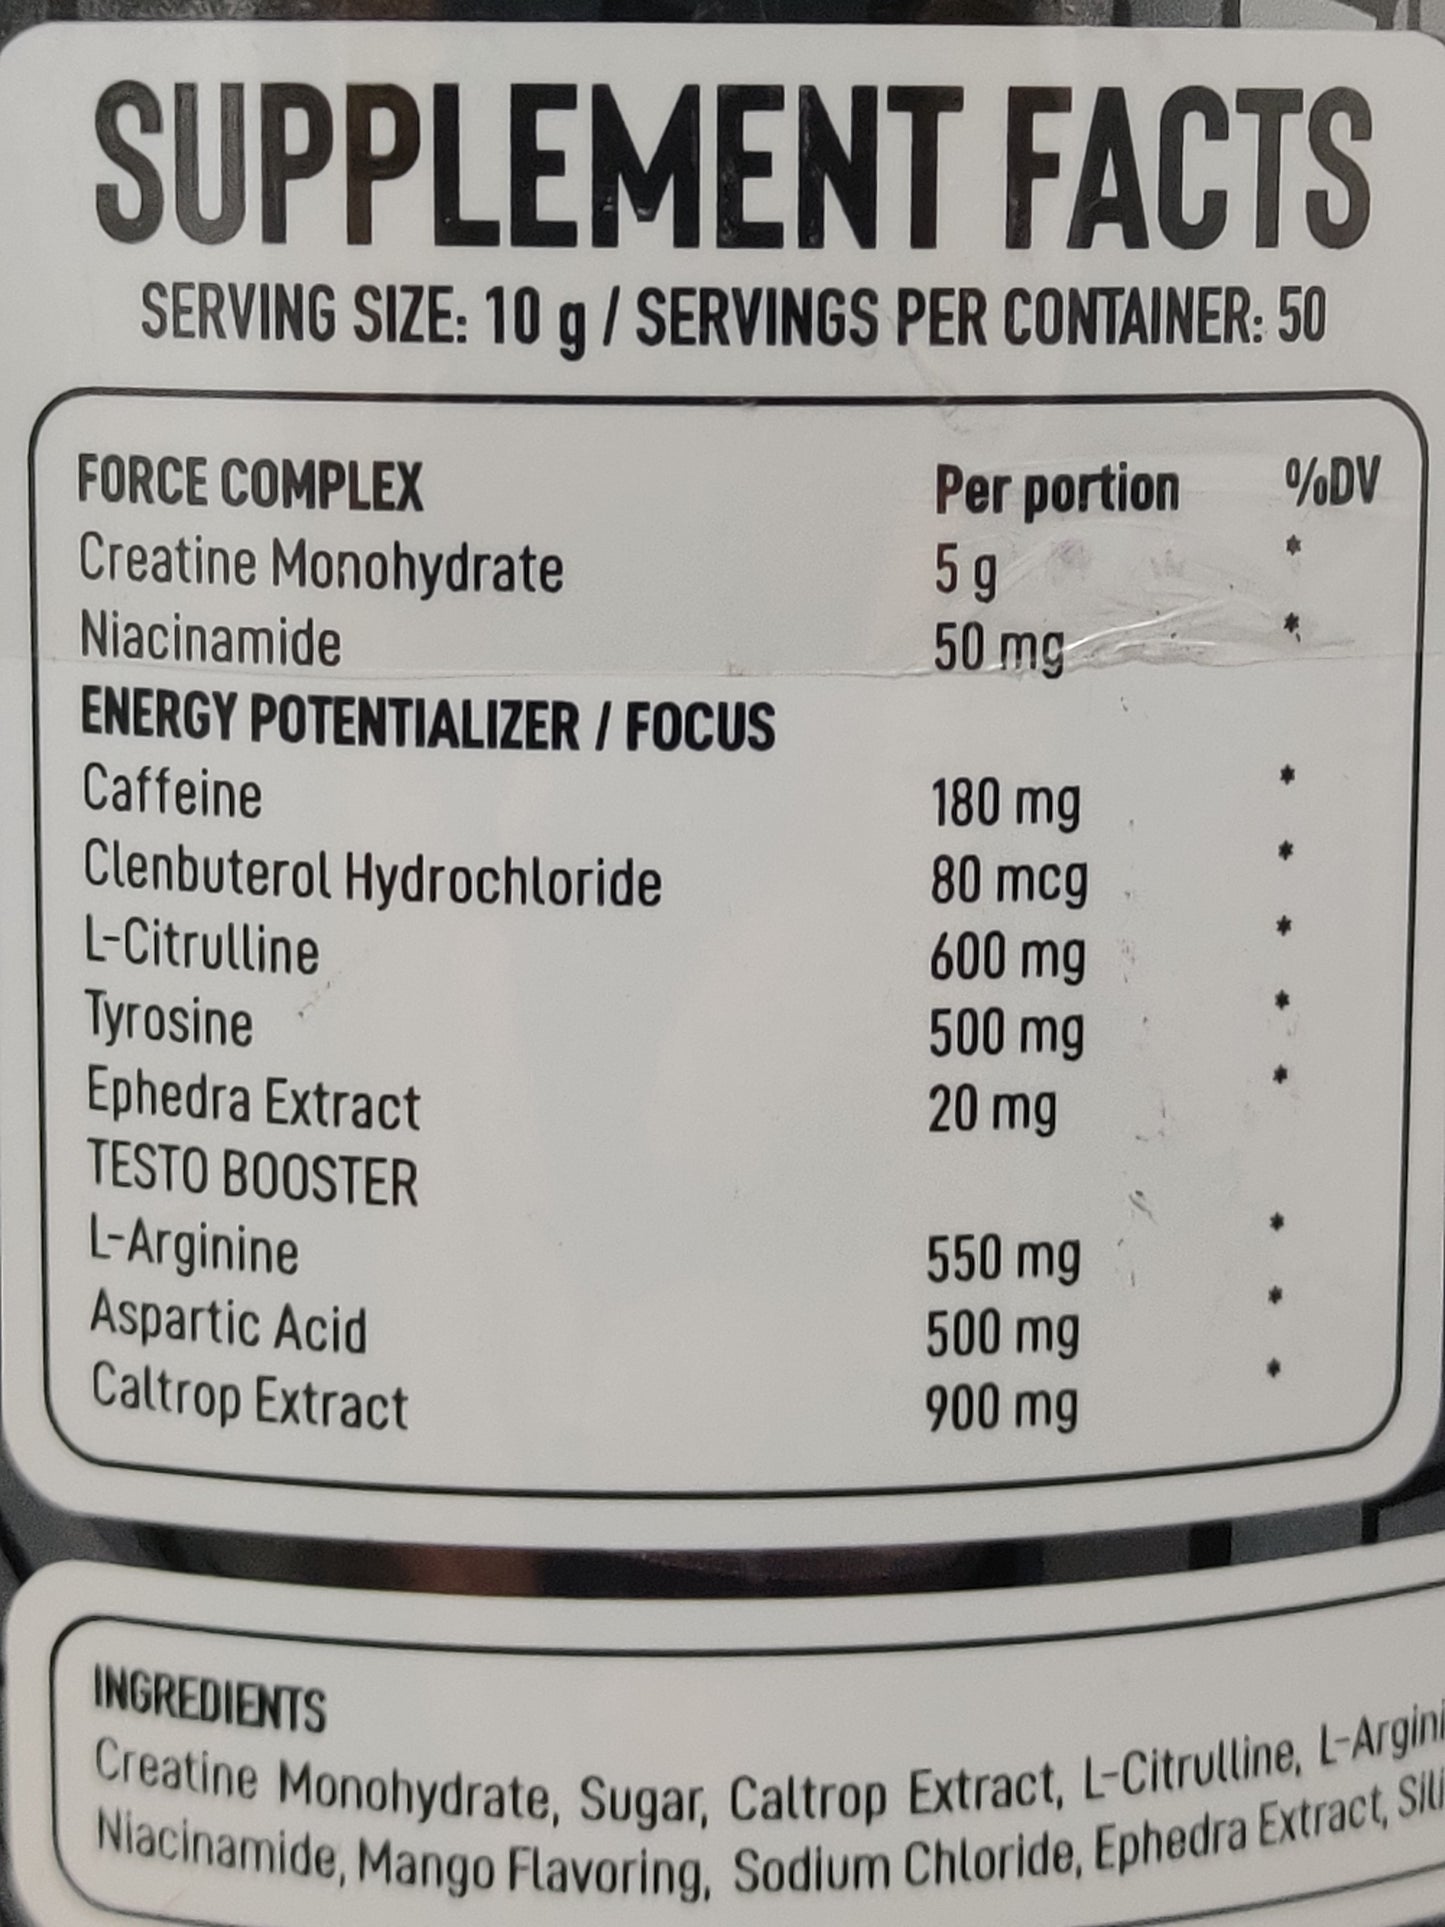 SUPPLEMENT FACTS
SERVING SIZE: 10 g / SERVINGS PER CONTAINER: 50
FORCE COMPLEX Per portion %DV
Creatine Monohydrate 5 g *
Niacinamide 50 mg *
ENERGY POTENTIALIZER / FOCUS
Caffeine 180 mg *
Clenbuterol Hydrochloride 80 mcg *
L-Citrulline 600 mg *
Tyrosine 500 mg *
Ephedra Extract 20 mg *
TESTO BOOSTER
L-Arginine 550 mg *
Aspartic Acid 500 mg *
Caltrop Extract 900 mg *
INGREDIENTS
Creatine Monohydrate, Sugar, Caltrop Extract, L-Citrulline, L-Argini
Niacinamide, Mango Flavoring, Sodium Chloride, Ephedra Extract, Sili